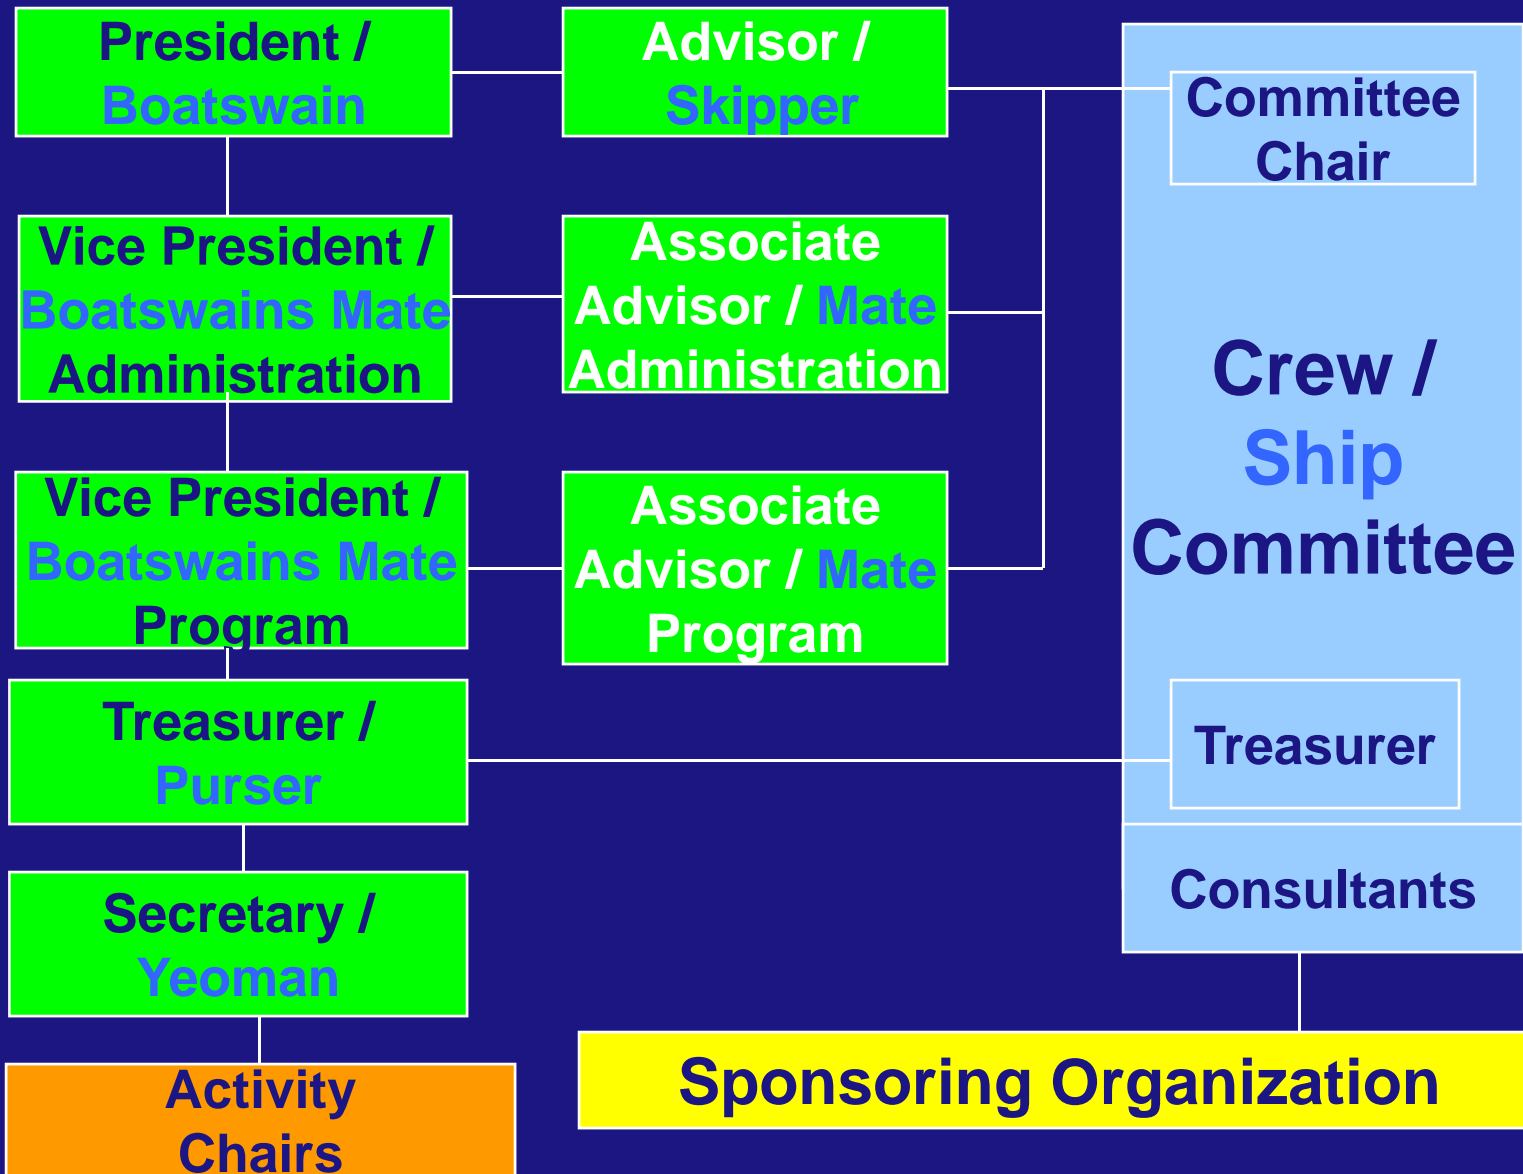 President /
Boatswain
Advisor /
Skipper
Committee
Chair
Vice President /
Boatswains Mate
Administration
Associate
Advisor / Mate
Administration
Crew /
Ship
Committee
Vice President /
Boatswains Mate
Program
Associate
Advisor / Mate
Program
Treasurer /
Purser
Treasurer
Secretary /
Yeoman
Consultants
Activity
Chairs
Sponsoring Organization